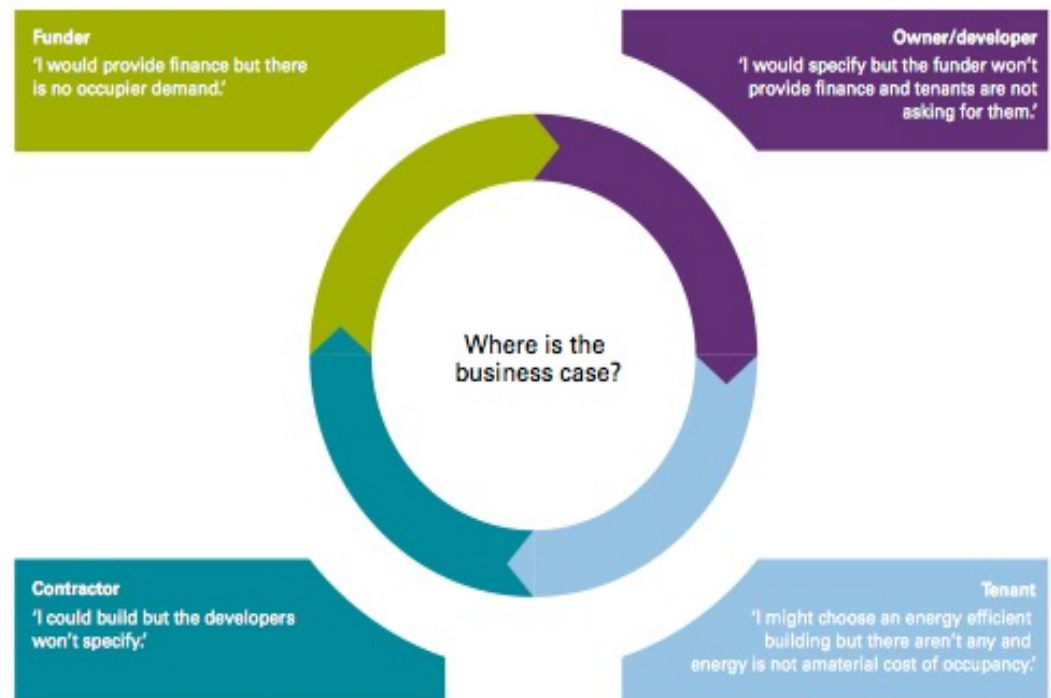 Funder
'I would provide finance but there
is no occupier demand.'
Owner/developer
'I would specify but the funder won't
provide finance and tenants are not
asking for them.'
Where is the
business case?
Contractor
'I could build but the developers
won't specify.'
Tenant
'I might choose an energy efficient
building but there aren't any and
energy is not amaterial cost of occupancy.'